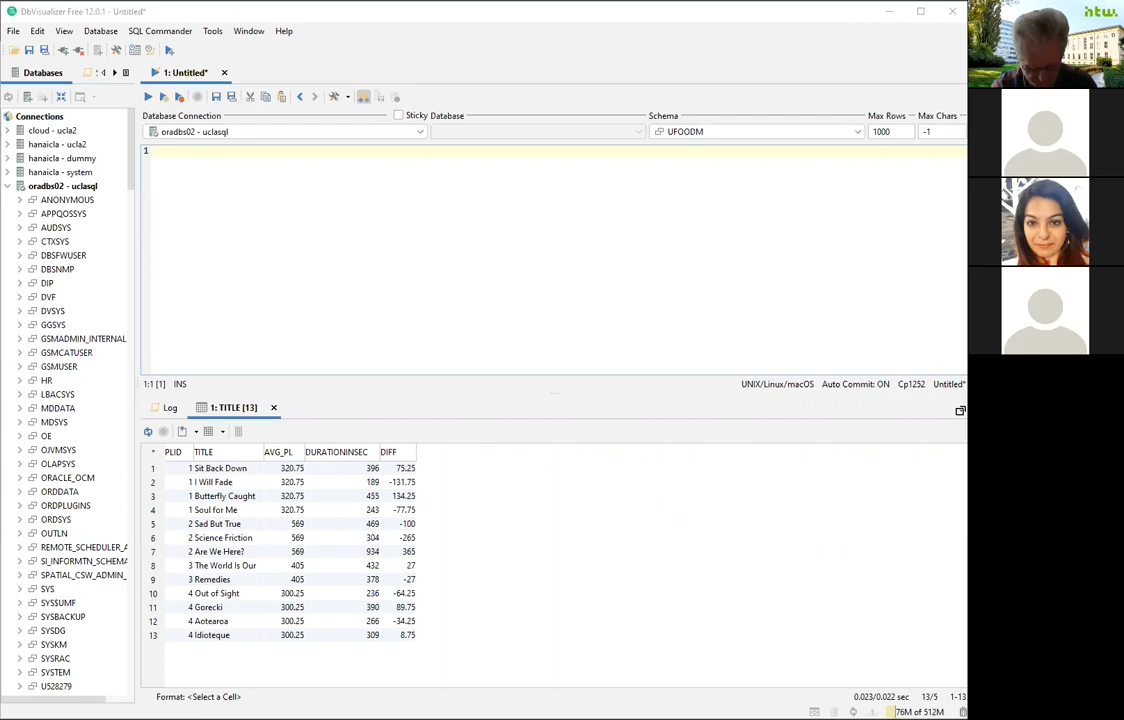 DbVisualizer Free 12.0.1 - Untitled*
File Edit View Database SQL Commander Tools Window Help
Databases
1: Untitled*
Connections
cloud - ucla2
hanaicla - ucla2
hanaicla - dummy
hanaicla - system
oradbs02 - uclasql
ANONYMOUS
APPQOSSYS
AUDSYS
CTXSYS
DBSFWUSER
DBSNMP
DIP
DVF
DVSYS
GGSYS
GSMADMIN_INTERNAL
GSMCATUSER
GSMUSER
HR
LBACSYS
MDDATA
MDSYS
OE
OJVMSYS
OLAPSYS
ORACLE_OCM
ORDDATA
ORDPLUGINS
ORDSYS
OUTLN
REMOTE_SCHEDULER_A
SI_INFORMTN_SCHEMA
SPATIAL_CSW_ADMIN_
SYS
SYS$UMF
SYSBACKUP
SYSDG
SYSKM
SYSRAC
SYSTEM
U528279
Database Connection Sticky Database Schema Max Rows Max Chars
oradbs02 - uclasql UFOODM 1000 -1
1
1:1 [1] INS UNIX/Linux/macOS Auto Commit: ON Cp1252 Untitled*
Log 1: TITLE [13]
* PLID TITLE AVG_PL DURATIONINSEC DIFF
1 1 Sit Back Down 320.75 396 75.25
2 1 I Will Fade 320.75 189 -131.75
3 1 Butterfly Caught 320.75 455 134.25
4 1 Soul for Me 320.75 243 -77.75
5 2 Sad But True 569 469 -100
6 2 Science Friction 569 304 -265
7 2 Are We Here? 569 934 365
8 3 The World Is Our 405 432 27
9 3 Remedies 405 378 -27
10 4 Out of Sight 300.25 236 -64.25
11 4 Gorecki 300.25 390 89.75
12 4 Aotearoa 300.25 266 -34.25
13 4 Idioteque 300.25 309 8.75
Format: <Select a Cell> 0.023/0.022 sec 13/5 1-13
76M of 512M
htw.